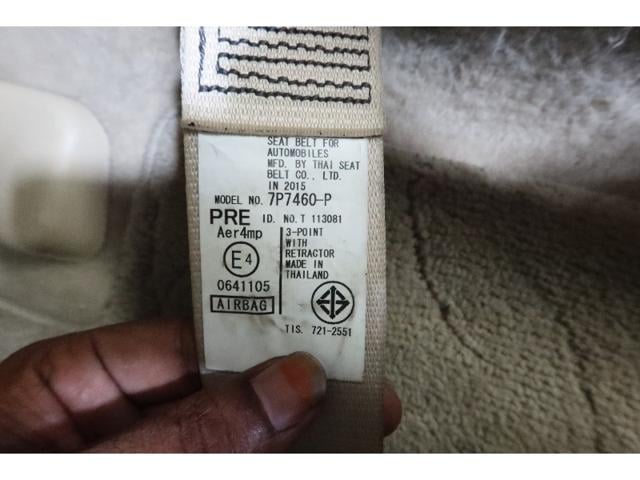 SEAT BELT FOR
AUTOMOBILES
MFD. BY THAI SEAT
BELT CO., LTD.
IN 2015
MODEL NO. 7P7460-P
PRE ID. NO. T 113081
Aer4mp
E4
0641105
AIRBAG
3-POINT
WITH
RETRACTOR
MADE IN
THAILAND
TIS. 721-2551